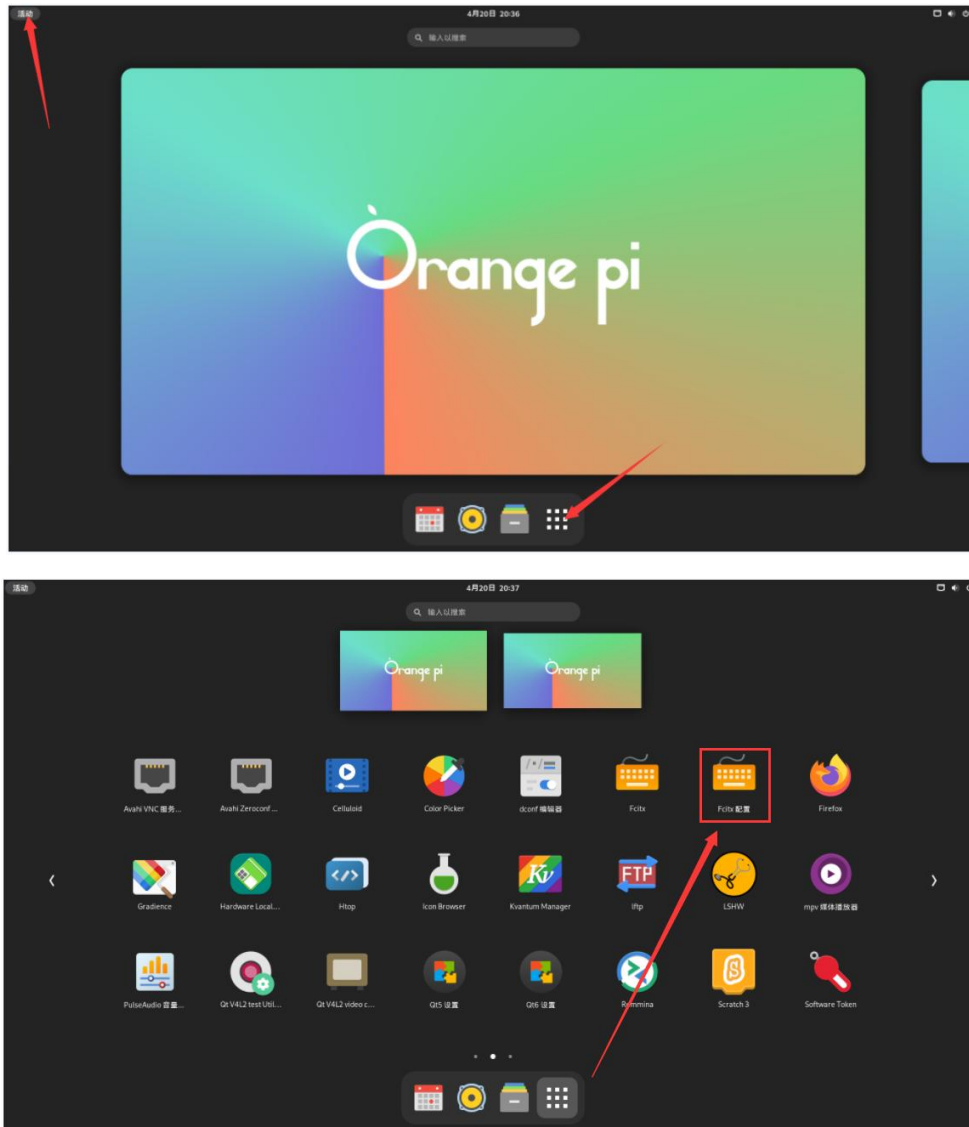 活动
4月20日 20:36
输入以搜索
Orange pi
活动
4月20日 20:37
输入以搜索
Orange pi
Orange pi
Avahi VNC 服务...
Avahi Zeroconf ...
Celluloid
Color Picker
dconf 编辑器
Fcitx
Fcitx 配置
Firefox
Gradience
Hardware Local...
Htop
Icon Browser
Kvantum Manager
lftp
LSHW
mpv 媒体播放器
Kv
FTP
PulseAudio 音量...
Qt V4L2 test Util...
Qt V4L2 video c...
Qt5 设置
Qt6 设置
Remmina
Scratch 3
Software Token